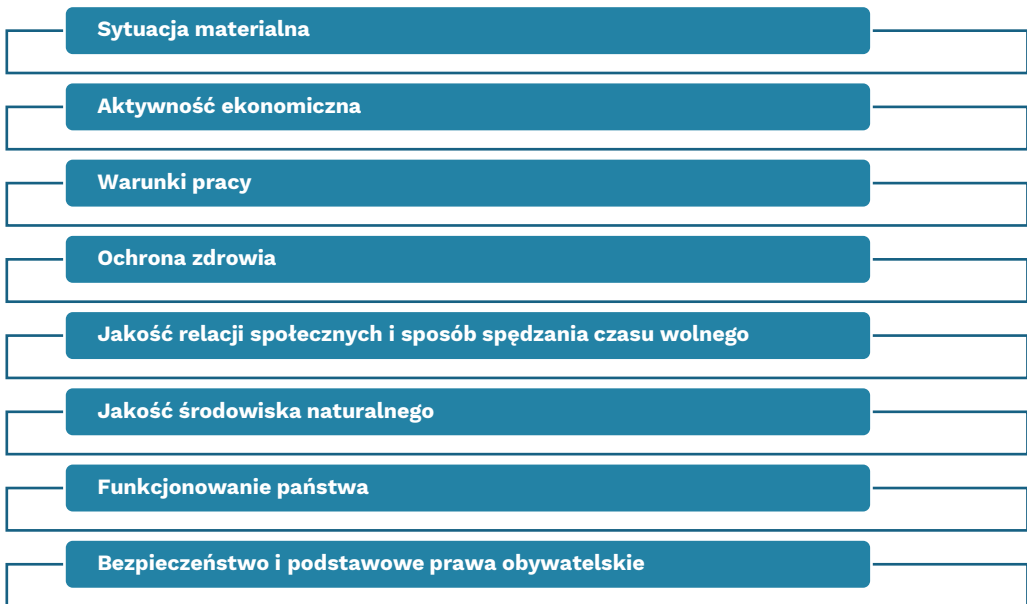 Sytuacja materialna
Aktywność ekonomiczna
Warunki pracy
Ochrona zdrowia
Jakość relacji społecznych i sposób spędzania czasu wolnego
Jakość środowiska naturalnego
Funkcjonowanie państwa
Bezpieczeństwo i podstawowe prawa obywatelskie